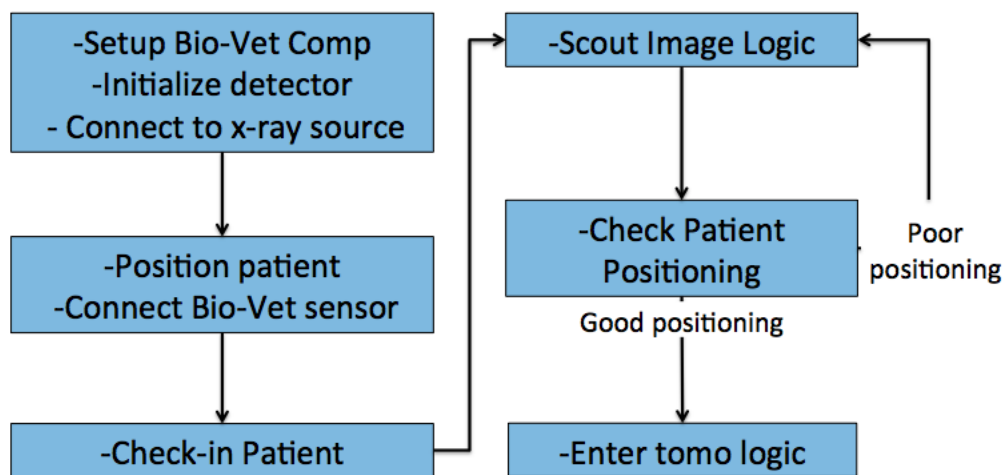 -Setup Bio-Vet Comp
-Initialize detector
- Connect to x-ray source
-Position patient
-Connect Bio-Vet sensor
-Check-in Patient
-Scout Image Logic
-Check Patient
Positioning
Poor
positioning
Good positioning
-Enter tomo logic